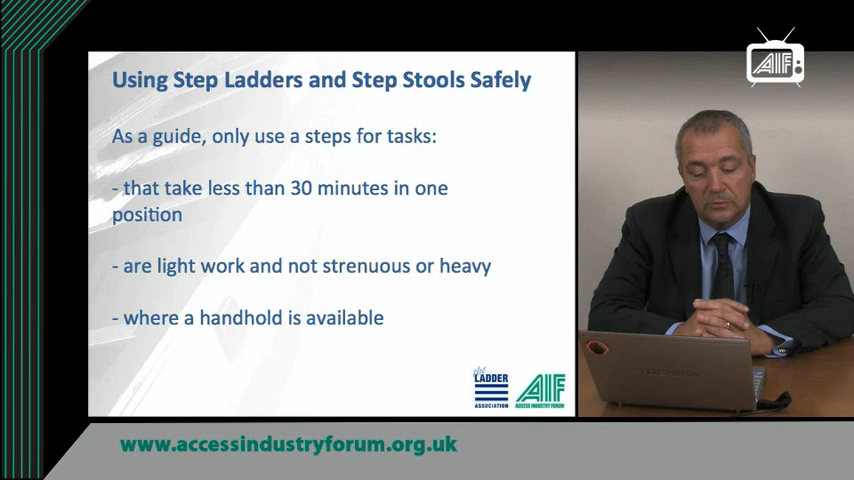 AIF
Using Step Ladders and Step Stools Safely
As a guide, only use a steps for tasks:
- that take less than 30 minutes in one
position
- are light work and not strenuous or heavy
- where a handhold is available
the
LADDER
ASSOCIATION
AIF
ACCESS INDUSTRY FORUM
TOSHIBA
www.accessindustryforum.org.uk